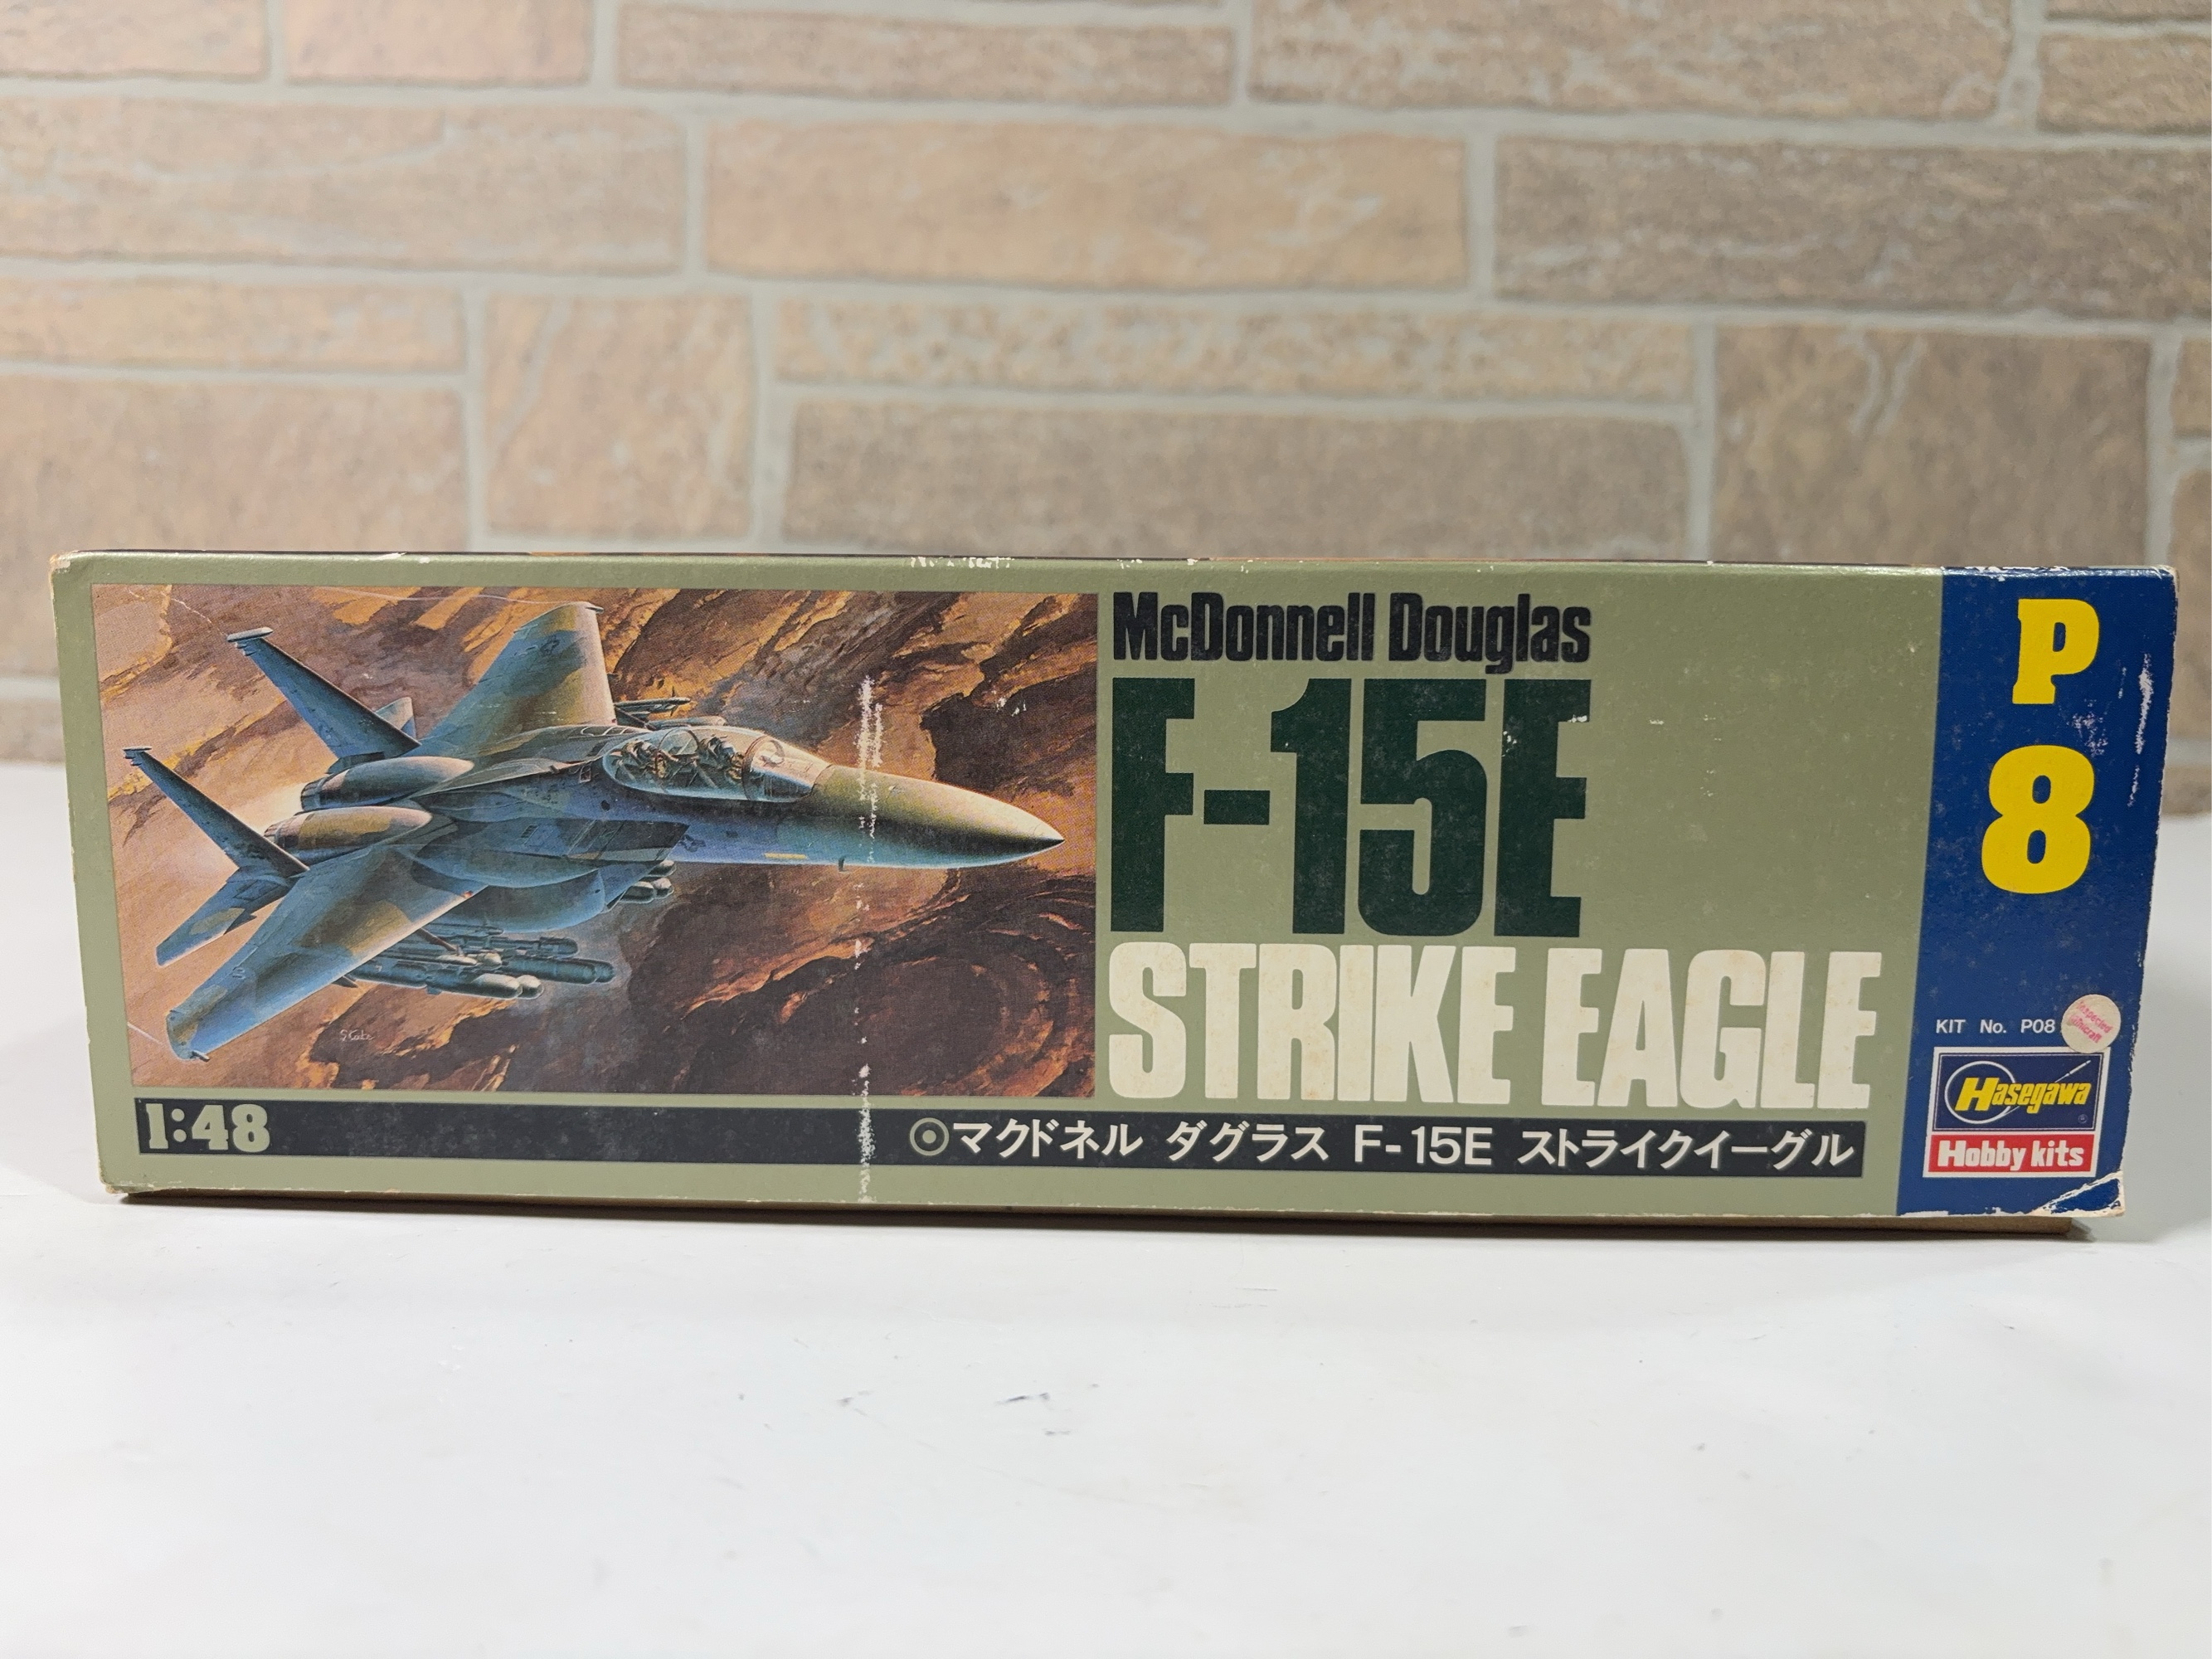 McDonnell Douglas
F-15E
STRIKE EAGLE
1:48
◎マクドネル ダグラス F-15E ストライクイーグル
P
8
KIT No. P08
Inspected
Hasegawa
Hobby kits